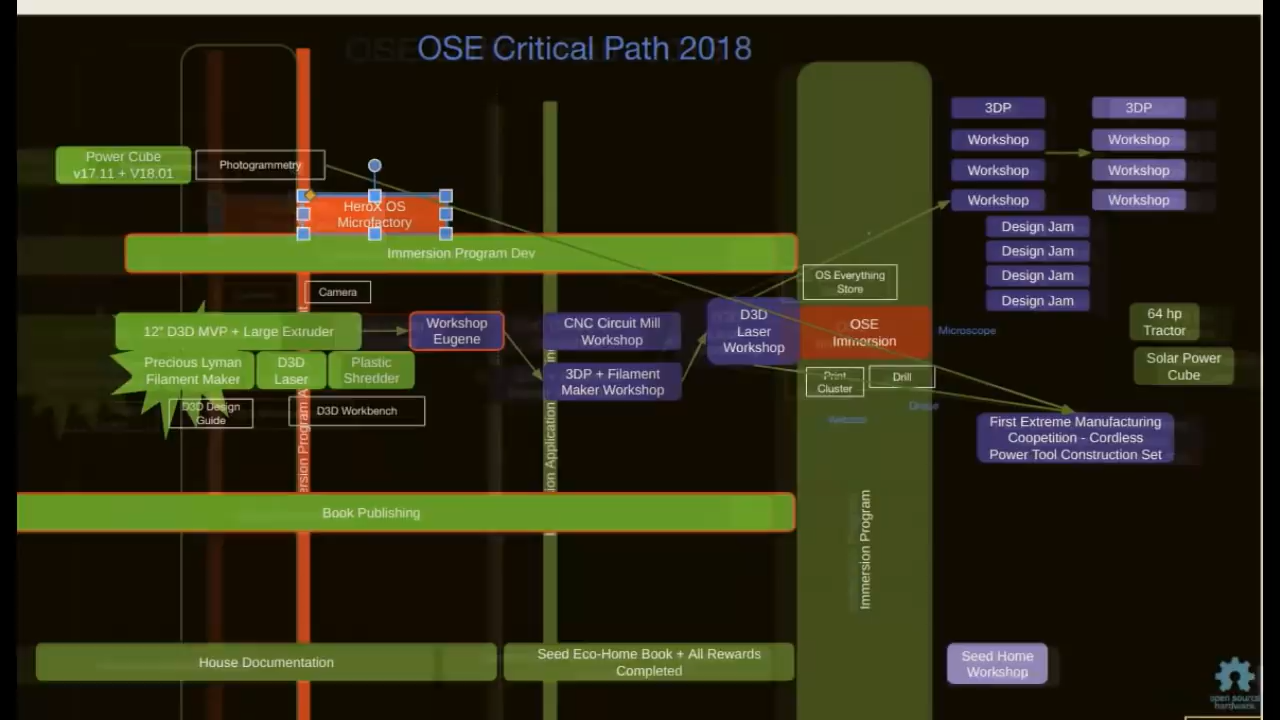 OSE Critical Path 2018
3DP
3DP
Power Cube
v17.11 + V18.01
Photogrammetry
Workshop
Workshop
Workshop
Workshop
Workshop
Workshop
HeroX OS
Microfactory
Design Jam
Design Jam
Design Jam
Design Jam
Immersion Program Dev
OS Everything
Store
Camera
12" D3D MVP + Large Extruder
Workshop
Eugene
CNC Circuit Mill
Workshop
D3D
Laser
Workshop
OSE
Immersion
Microscope
64 hp
Tractor
Precious Lyman
Filament Maker
D3D
Laser
Plastic
Shredder
3DP + Filament
Maker Workshop
Print
Cluster
Drill
Solar Power
Cube
D3D Design
Guide
D3D Workbench
First Extreme Manufacturing
Coopetition - Cordless
Power Tool Construction Set
Book Publishing
Immersion Program
House Documentation
Seed Eco-Home Book + All Rewards
Completed
Seed Home
Workshop
open source
hardware